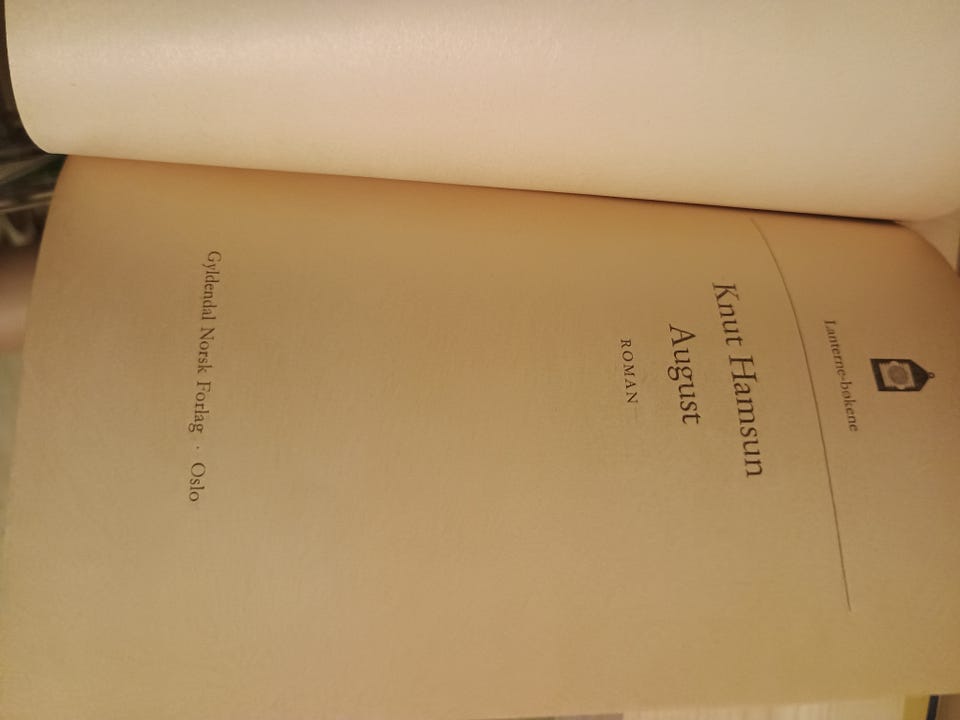 Lanterne-bøkene
Knut Hamsun
August
ROMAN
Gyldendal Norsk Forlag · Oslo